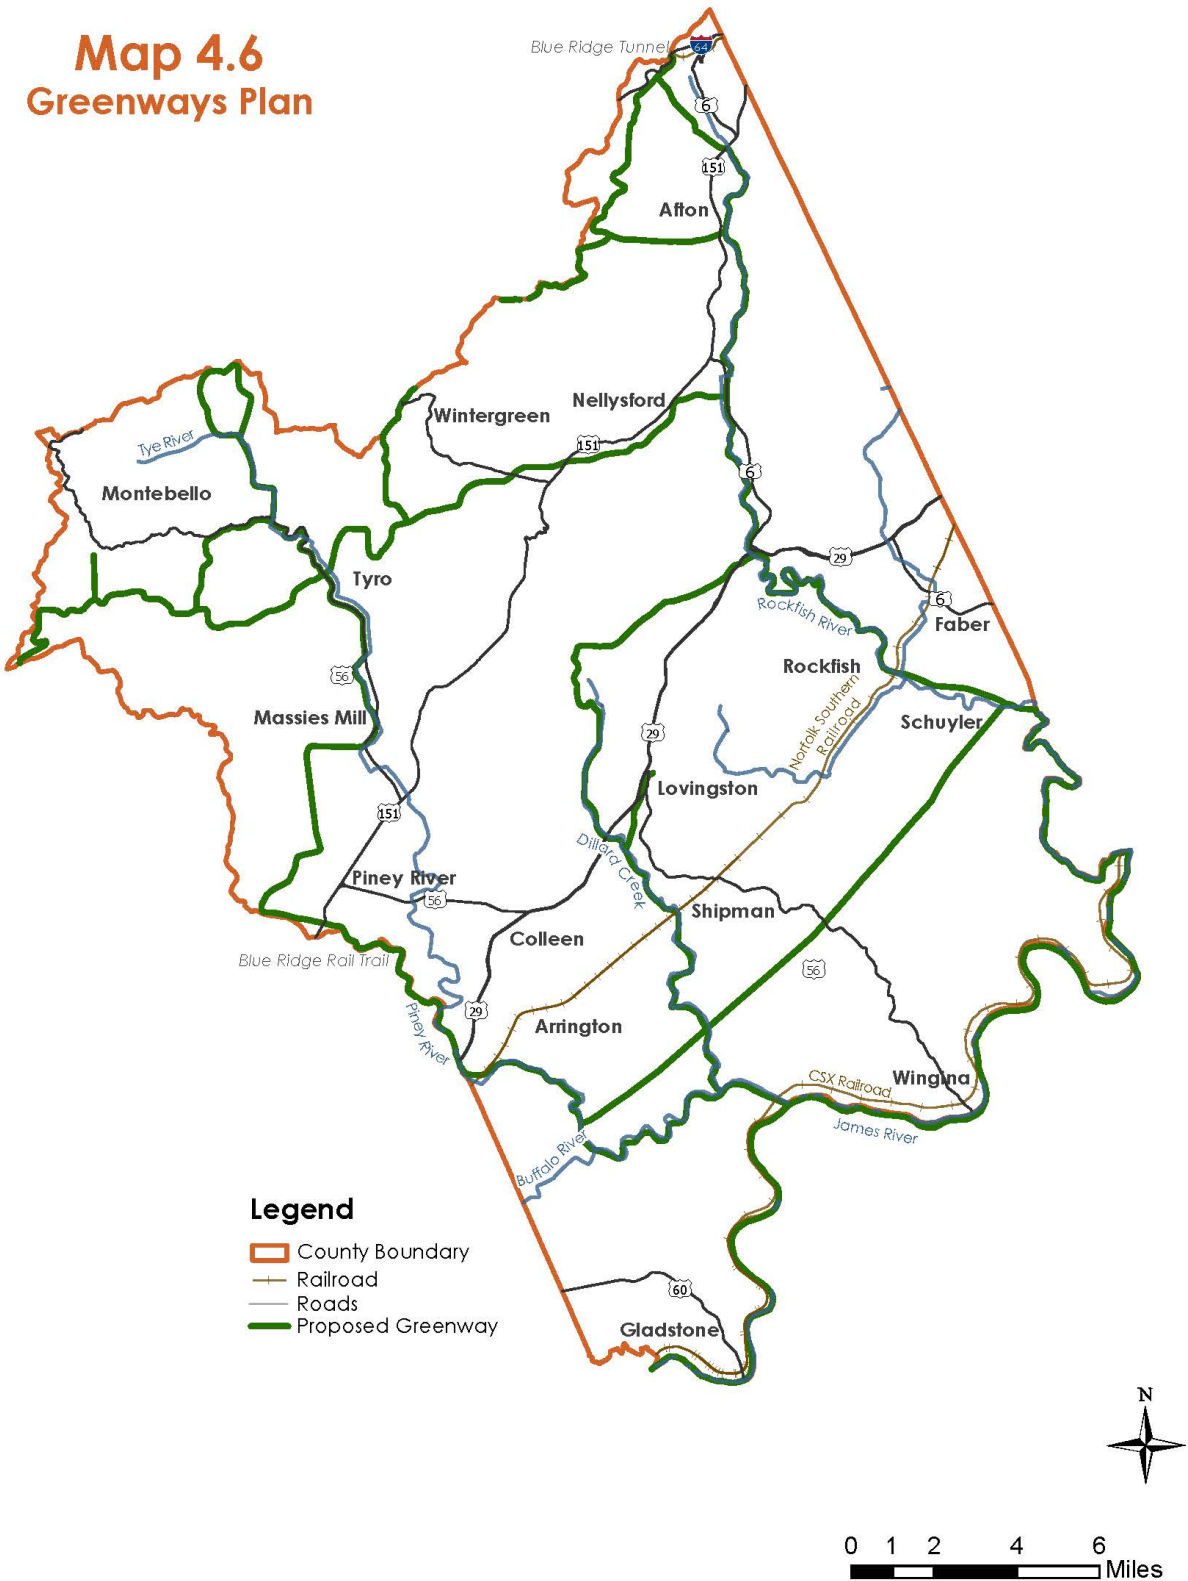 Map 4.6
Greenways Plan
Blue Ridge Tunnel
64
6
151
Afton
Nellysford
Wintergreen
151
Tye River
6
Montebello
29
Tyro
6
Rockfish River
Faber
Rockfish
56
Massies Mill
Norfolk Southern
Railroad
Schuyler
29
Lovingston
151
Dillard Creek
Piney River
56
Shipman
Colleen
Blue Ridge Rail Trail
56
29
Piney River
Arrington
CSX Railroad
Wingina
James River
Buffalo River
Legend
County Boundary
Railroad
Roads
Proposed Greenway
60
Gladstone
N
0 1 2 4 6
Miles